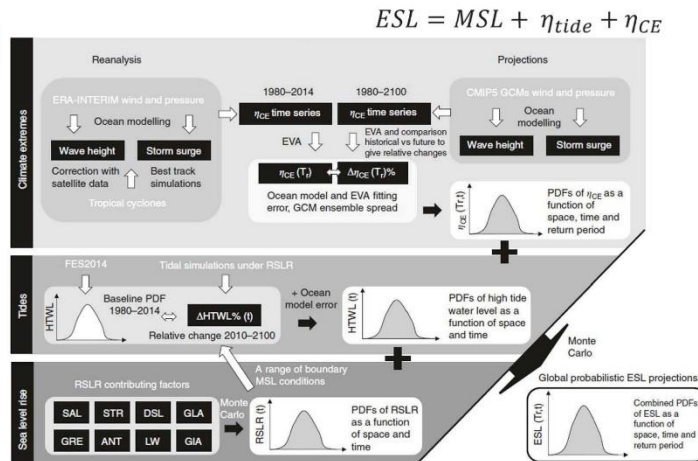 ESL = MSL + η_tide + η_CE
Climate extremes
Reanalysis
ERA-INTERIM wind and pressure
Ocean modelling
Wave height
Storm surge
Correction with
satellite data
Best track
simulations
Tropical cyclones
1980–2014
1980–2100
η_CE time series
η_CE time series
EVA
EVA and comparison
historical vs future to
give relative changes
η_CE (T_r)
Δη_CE (T_r)%
Ocean model and EVA fitting
error, GCM ensemble spread
Projections
CMIP5 GCMs wind and pressure
Ocean
modelling
Wave height
Storm surge
η_CE (Tr,t)
PDFs of η_CE as a
function of
space, time and
return period
+
Tides
FES2014
Tidal simulations under RSLR
HTWL
Baseline PDF
1980–2014
ΔHTWL% (t)
Relative change 2010–2100
+ Ocean
model error
HTWL (t)
PDFs of high tide
water level as a
function of space
and time
+
Monte
Carlo
Sea level rise
RSLR contributing factors
SAL STR DSL GLA
GRE ANT LW GIA
Monte
Carlo
A range of boundary
MSL conditions
RSLR (t)
PDFs of RSLR
as a function
of space and
time
Global probabilistic ESL projections
ESL (Tr,t)
Combined PDFs
of ESL as a
function of
space, time and
return period